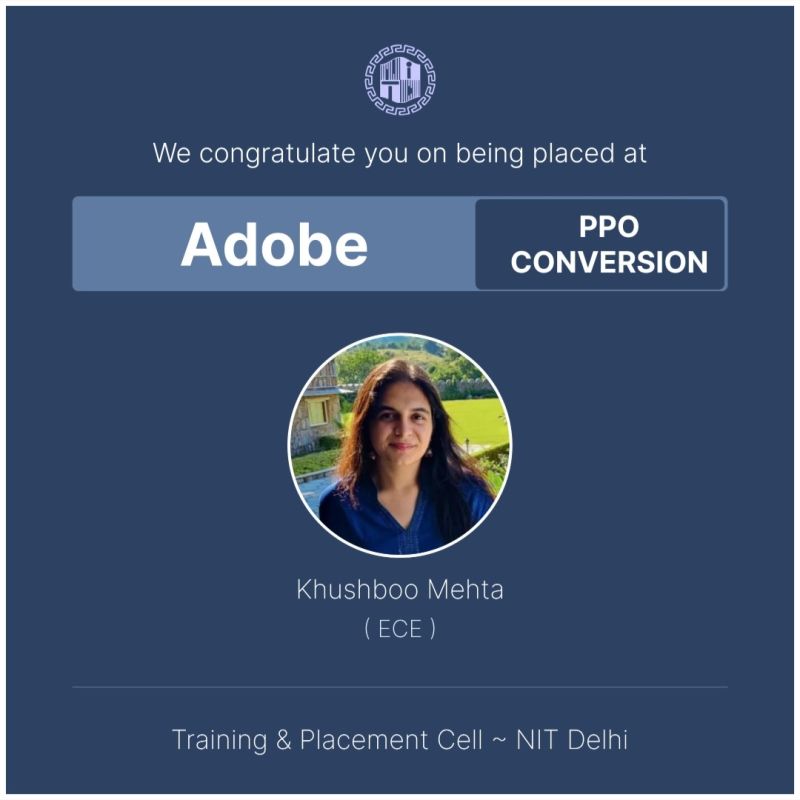 We congratulate you on being placed at
Adobe
PPO
CONVERSION
Khushboo Mehta
( ECE )
Training & Placement Cell ~ NIT Delhi